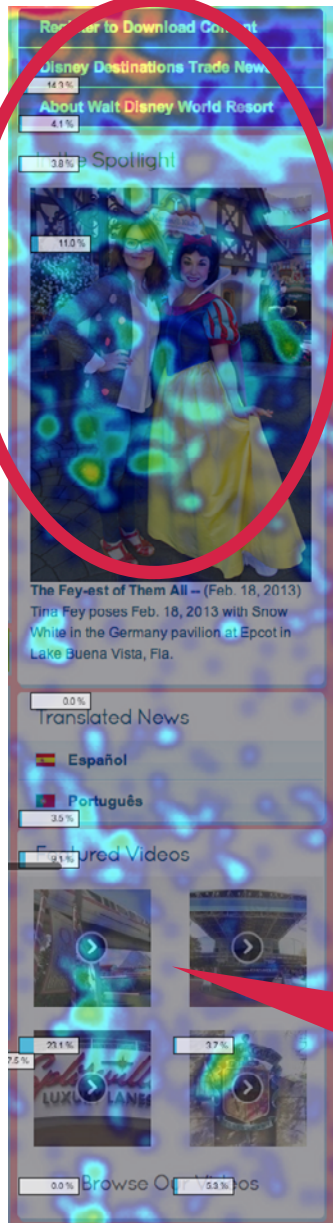 Register to Download Content
Disney Destinations Trade News
14.3%
About Walt Disney World Resort
4.1%
In the Spotlight
3.8%
11.0%
The Fey-est of Them All -- (Feb. 18, 2013)
Tina Fey poses Feb. 18, 2013 with Snow
White in the Germany pavilion at Epcot in
Lake Buena Vista, Fla.
0.0%
Translated News
Español
Português
3.5%
Featured Videos
9.1%
23.1%
3.7%
7.5%
LUXURY LANES
0.0%
Browse Our Videos
5.3%